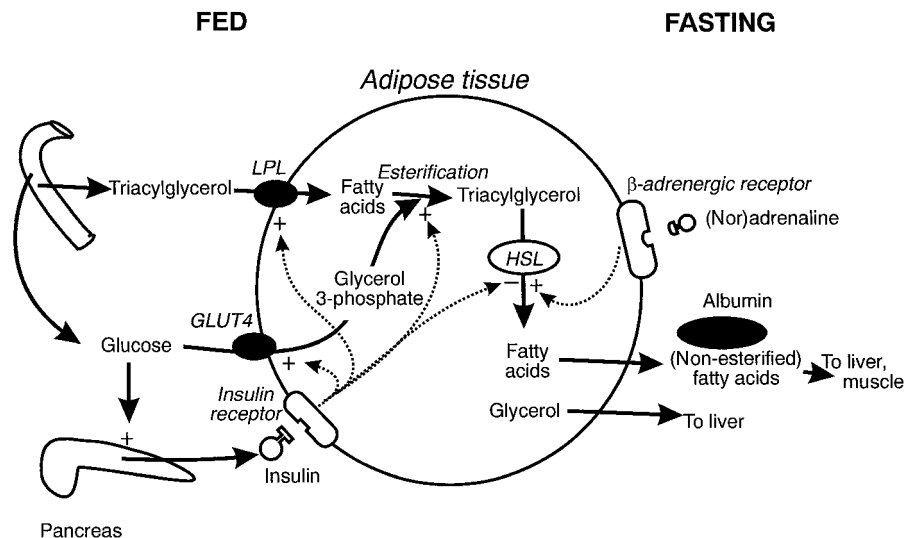 FED
FASTING
Adipose tissue
LPL
Esterification
Triacylglycerol
Fatty
acids
Triacylglycerol
β-adrenergic receptor
(Nor)adrenaline
+
+
HSL
− +
Glycerol
3-phosphate
GLUT4
Albumin
Glucose
+
Fatty
acids
(Non-esterified)
fatty acids
To liver,
muscle
Insulin
receptor
Glycerol
To liver
+
Insulin
Pancreas